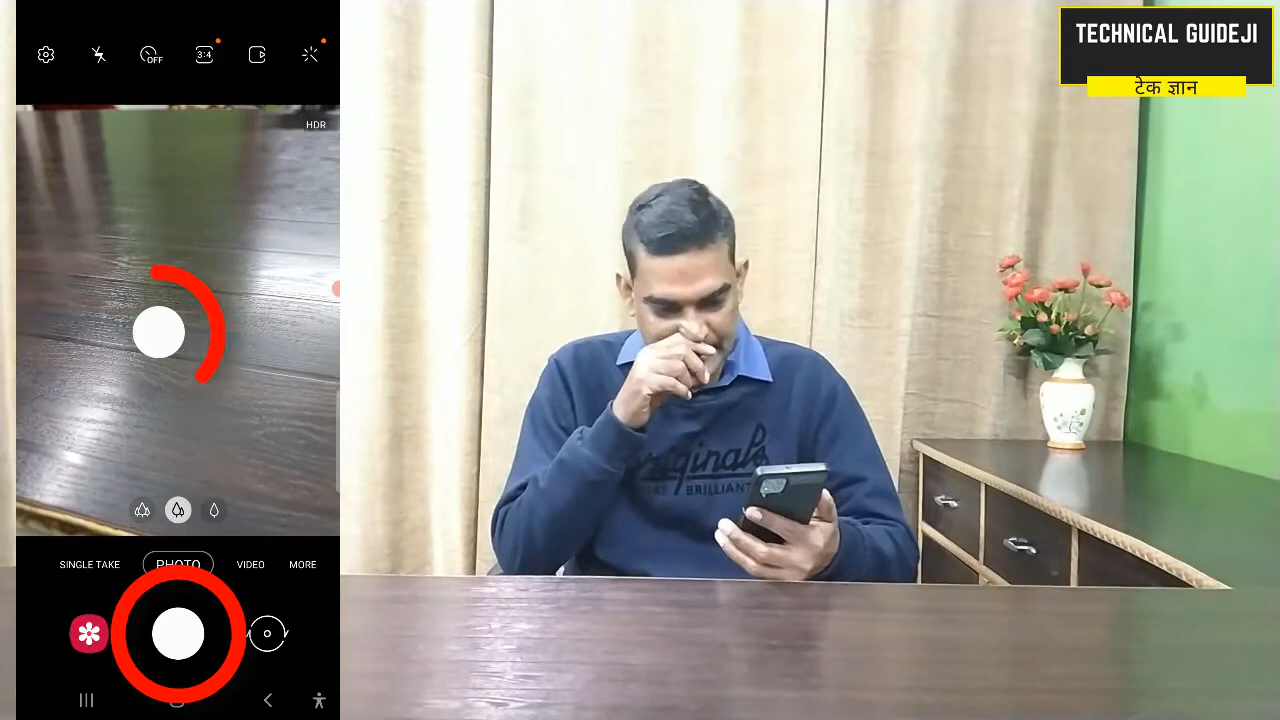 OFF
3:4
HDR
SINGLE TAKE
PHOTO
VIDEO
MORE
TECHNICAL GUIDEJI
टेक ज्ञान
originals
BRILLIANT